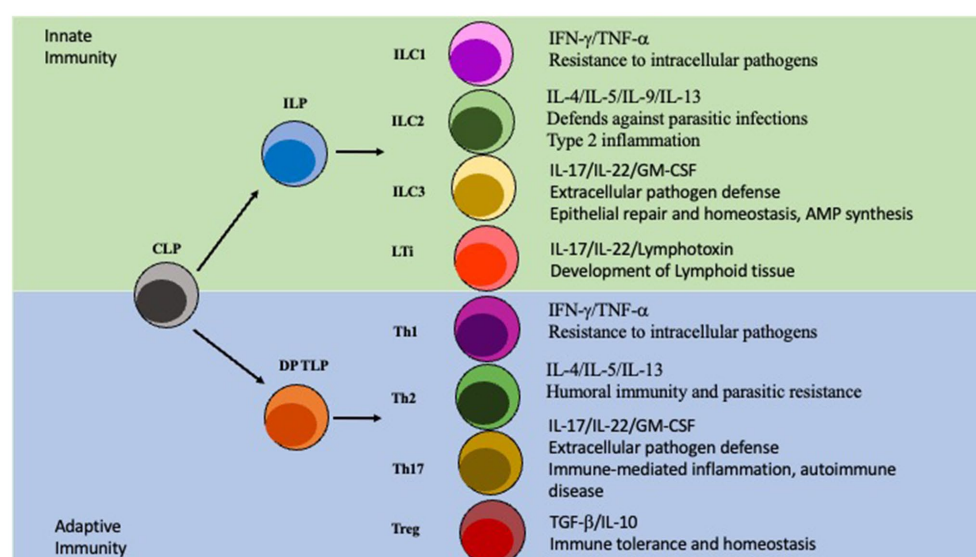 Innate
Immunity
ILC1
IFN-γ/TNF-α
Resistance to intracellular pathogens
ILP
ILC2
IL-4/IL-5/IL-9/IL-13
Defends against parasitic infections
Type 2 inflammation
ILC3
IL-17/IL-22/GM-CSF
Extracellular pathogen defense
Epithelial repair and homeostasis, AMP synthesis
CLP
LTi
IL-17/IL-22/Lymphotoxin
Development of Lymphoid tissue
Th1
IFN-γ/TNF-α
Resistance to intracellular pathogens
DP TLP
Th2
IL-4/IL-5/IL-13
Humoral immunity and parasitic resistance
Th17
IL-17/IL-22/GM-CSF
Extracellular pathogen defense
Immune-mediated inflammation, autoimmune
disease
Treg
TGF-β/IL-10
Immune tolerance and homeostasis
Adaptive
Immunity